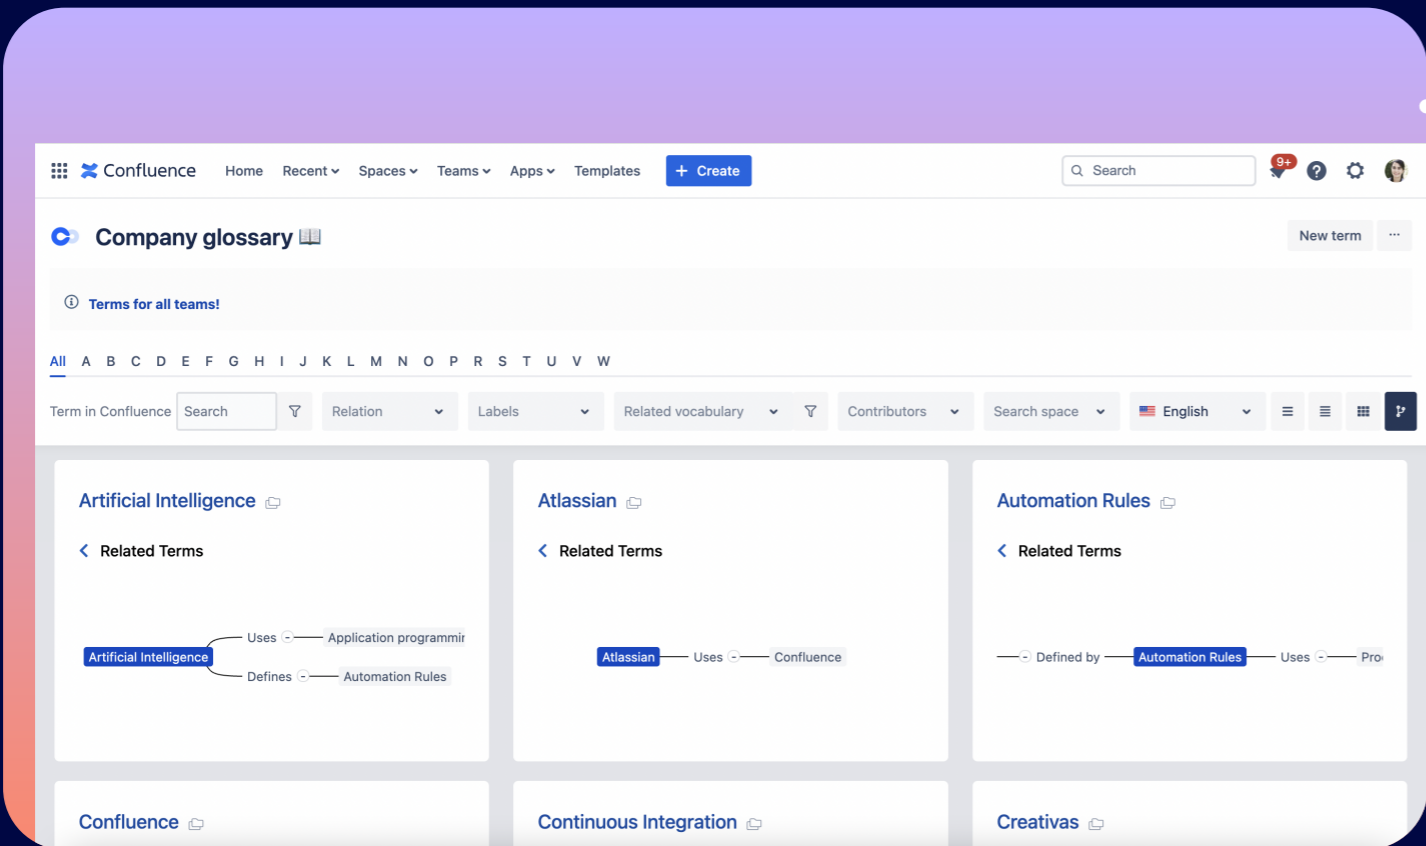 Confluence Home Recent Spaces Teams Apps Templates + Create Search 9+
Company glossary New term ...
Terms for all teams!
All A B C D E F G H I J K L M N O P R S T U V W
Term in Confluence Search Relation Labels Related vocabulary Contributors Search space English
Artificial Intelligence
Related Terms
Uses Application programmin
Artificial Intelligence
Defines Automation Rules
Atlassian
Related Terms
Atlassian Uses Confluence
Automation Rules
Related Terms
Defined by Automation Rules Uses
Confluence
Continuous Integration
Creativas